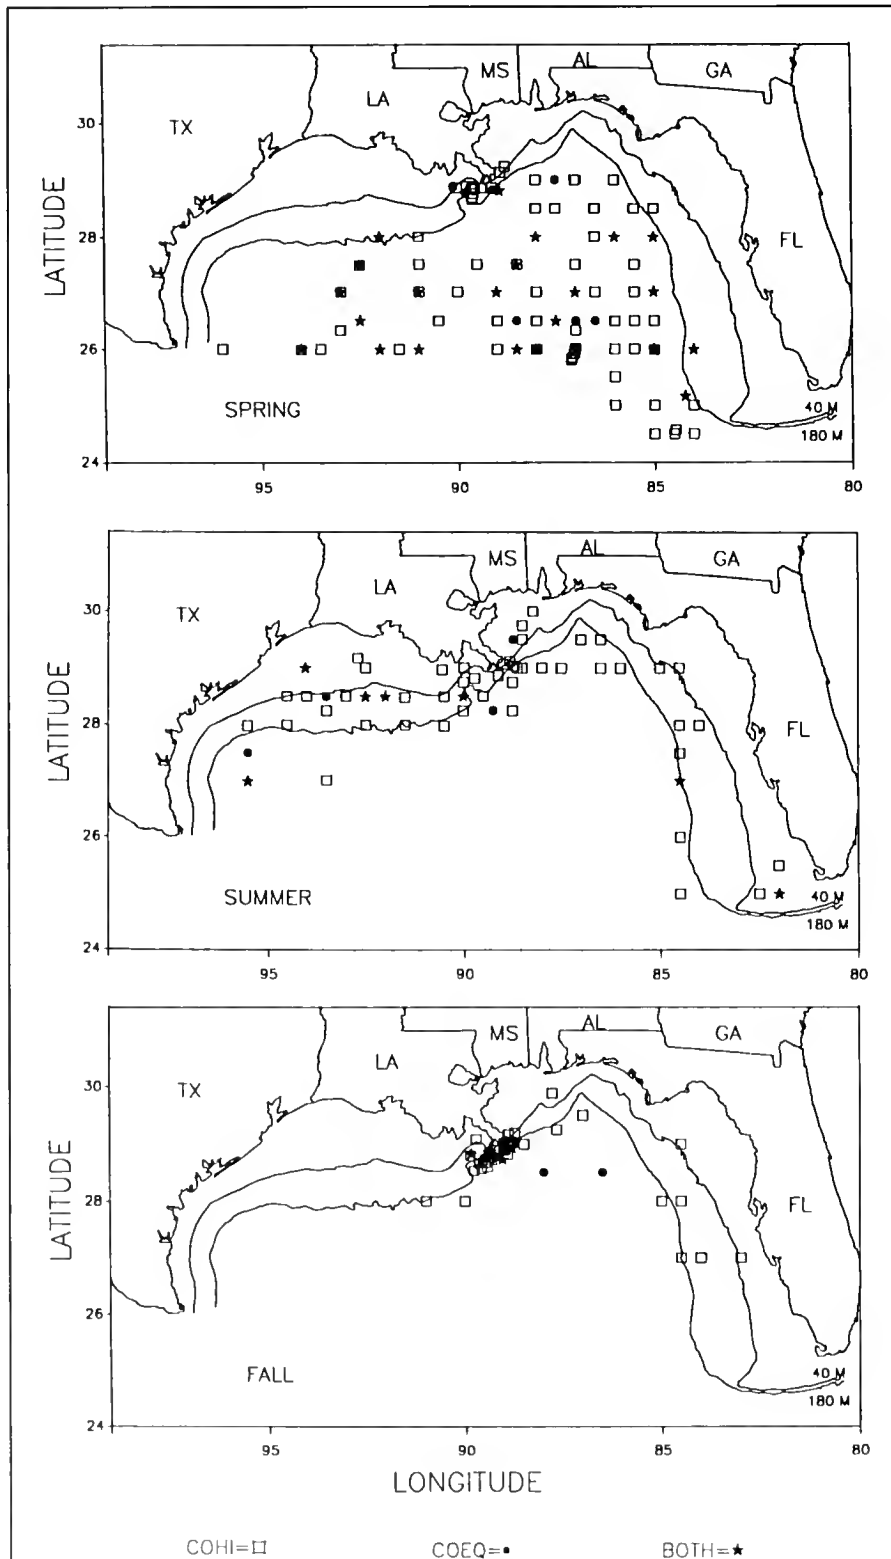 MS
AL
GA
LA
TX
30
28
26
24
LATITUDE
FL
SPRING
40 M
180 M
95
90
85
80
MS
AL
GA
LA
TX
30
28
26
24
LATITUDE
FL
SUMMER
40 M
180 M
95
90
85
80
MS
AL
GA
LA
TX
30
28
26
24
LATITUDE
FL
FALL
40 M
180 M
95
90
85
80
LONGITUDE
COHI=□ COEQ=● BOTH=★